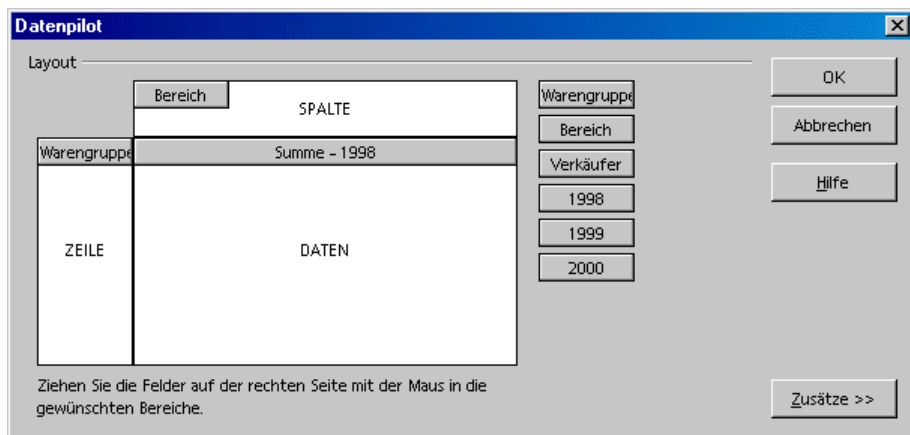 Datenpilot
Layout
Bereich
SPALTE
Warengruppe
Summe - 1998
ZEILE
DATEN
Warengruppe
Bereich
Verkäufer
1998
1999
2000
OK
Abbrechen
Hilfe
Ziehen Sie die Felder auf der rechten Seite mit der Maus in die
gewünschten Bereiche.
Zusätze >>